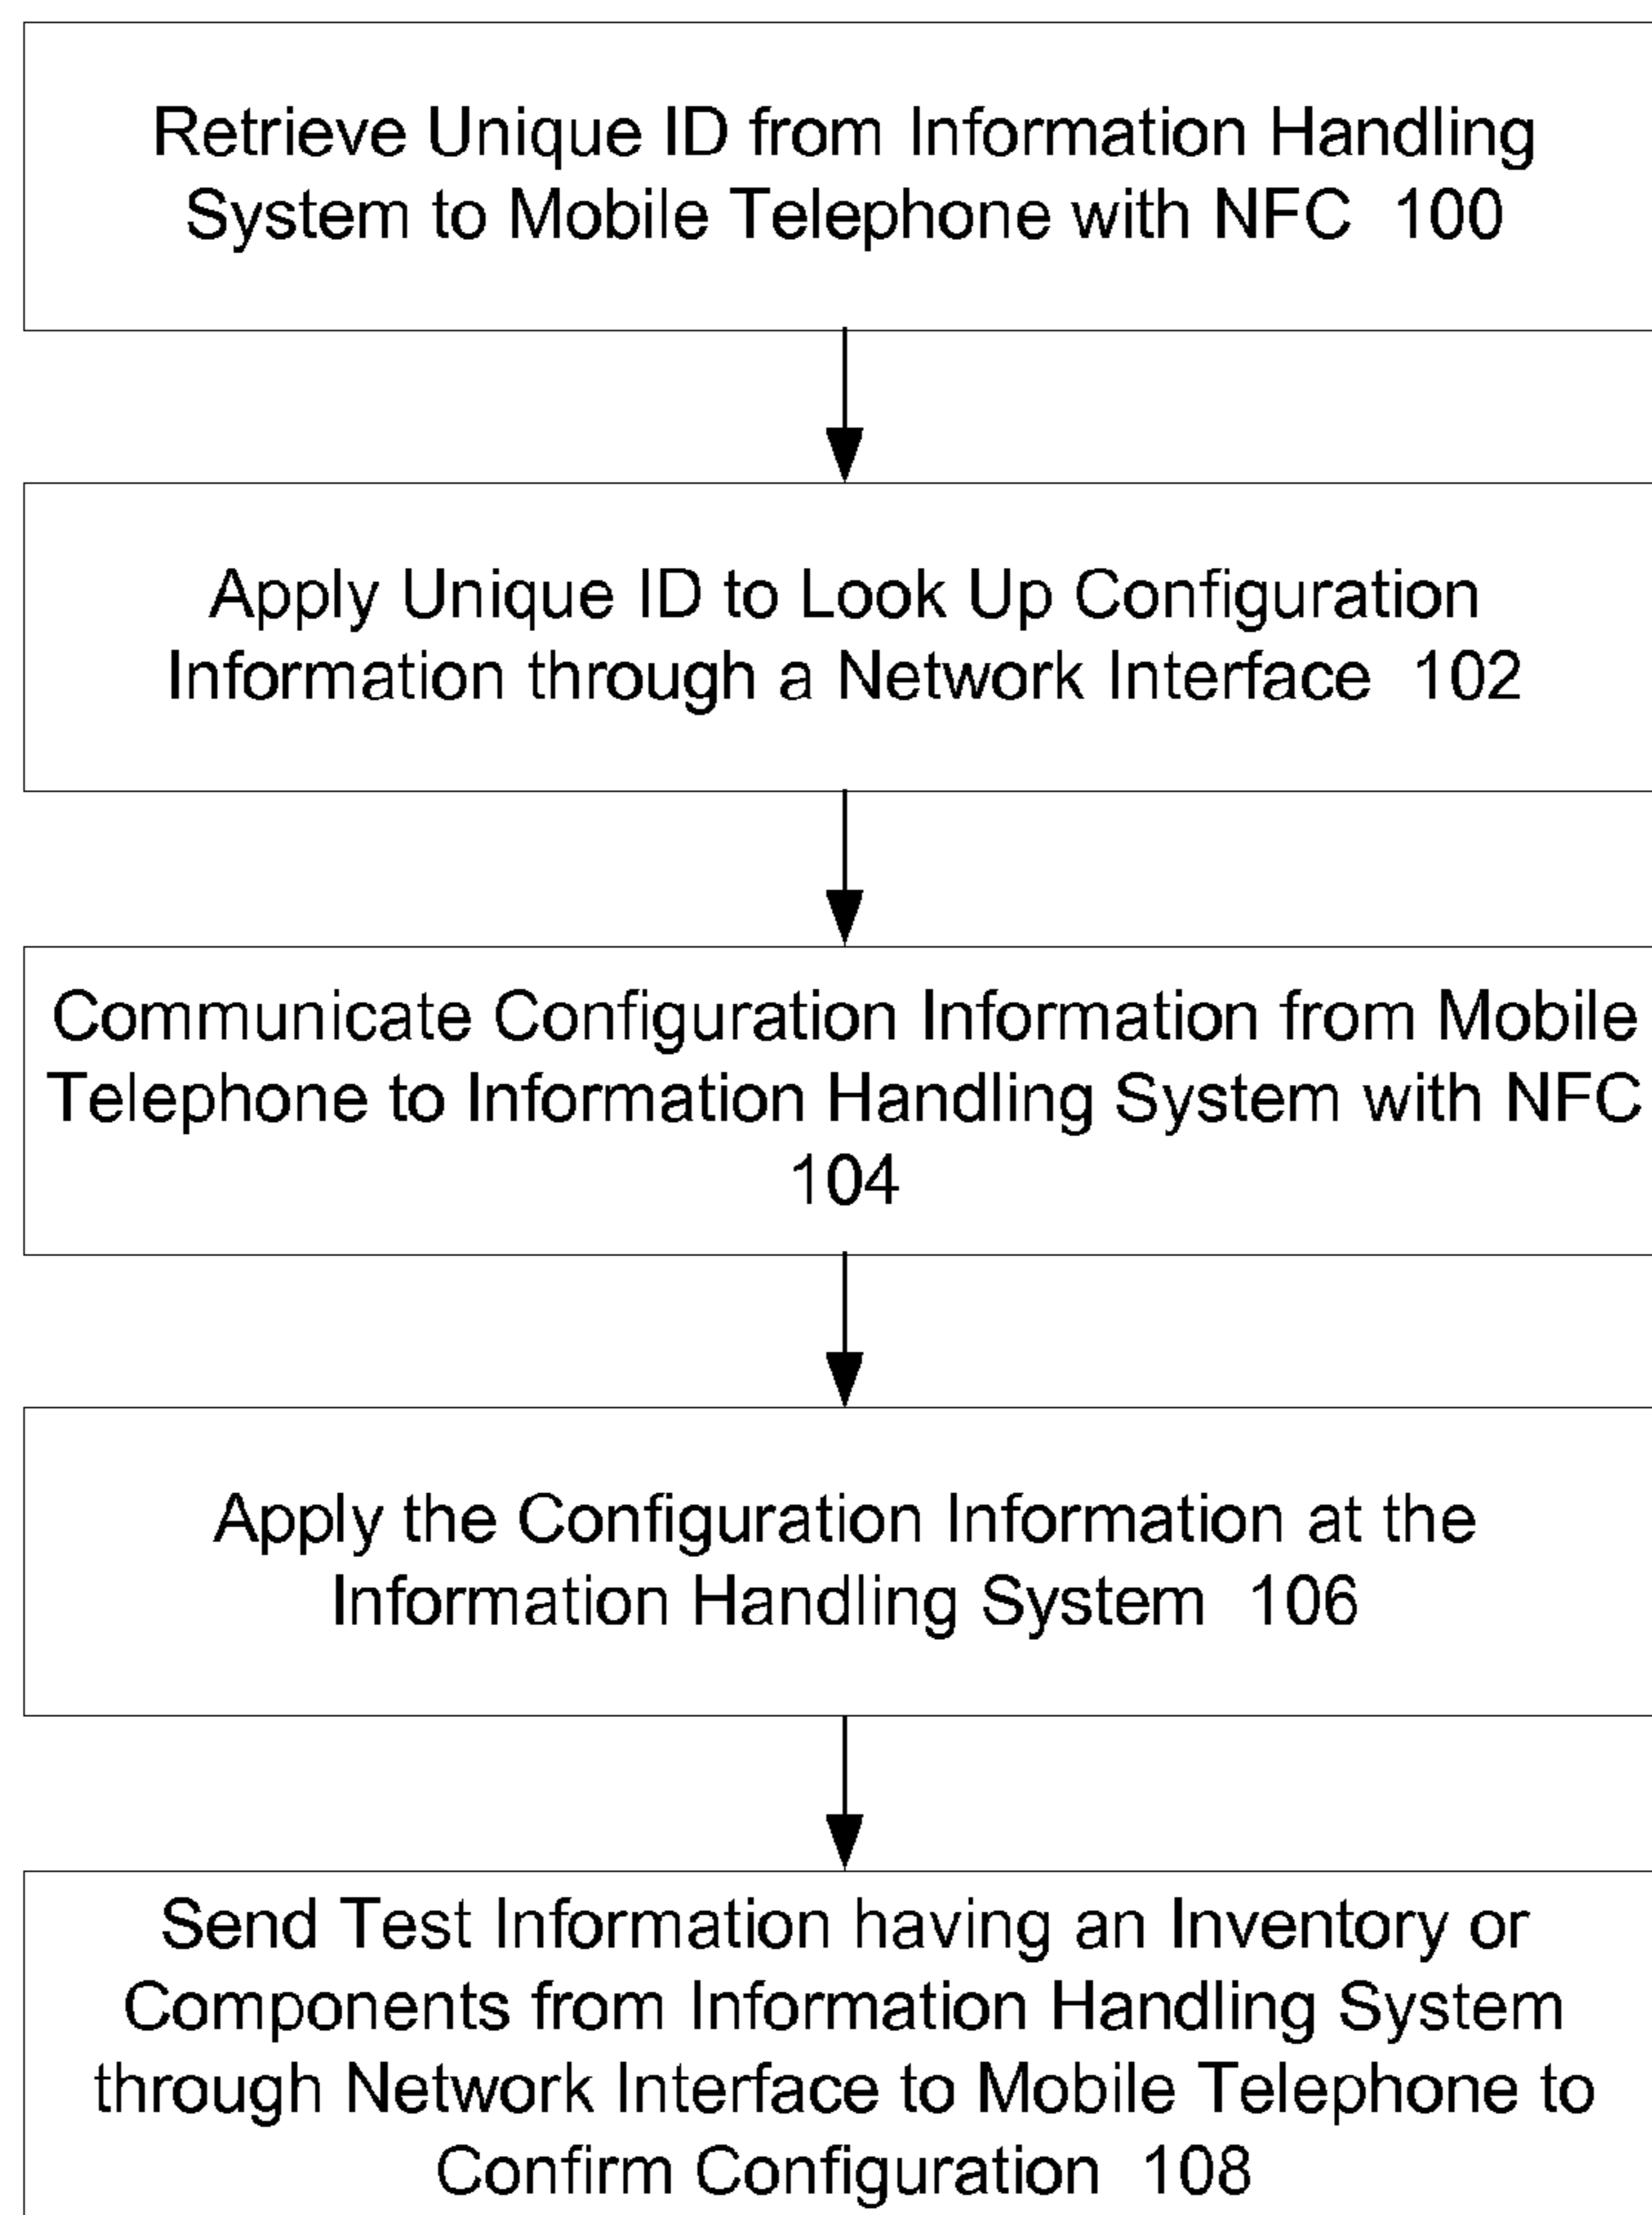 Retrieve Unique ID from Information Handling
System to Mobile Telephone with NFC 100
Apply Unique ID to Look Up Configuration
Information through a Network Interface 102
Communicate Configuration Information from Mobile
Telephone to Information Handling System with NFC
104
Apply the Configuration Information at the
Information Handling System 106
Send Test Information having an Inventory or
Components from Information Handling System
through Network Interface to Mobile Telephone to
Confirm Configuration 108